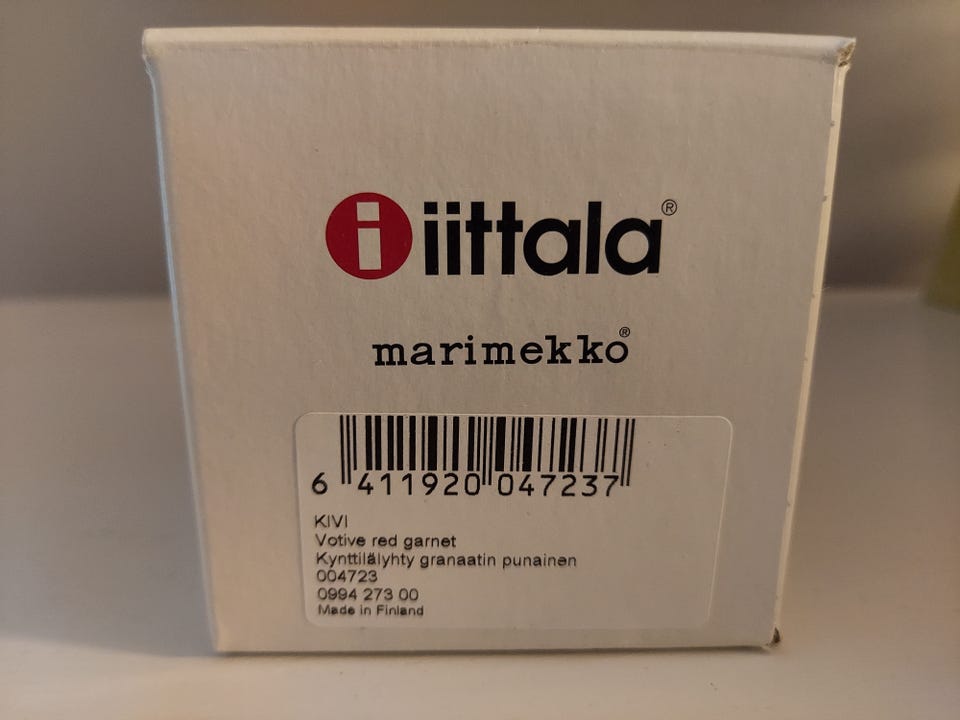 i iittala®
marimekko®
6 411920 047237
KIVI
Votive red garnet
Kynttilälyhty granaatin punainen
004723
0994 273 00
Made in Finland